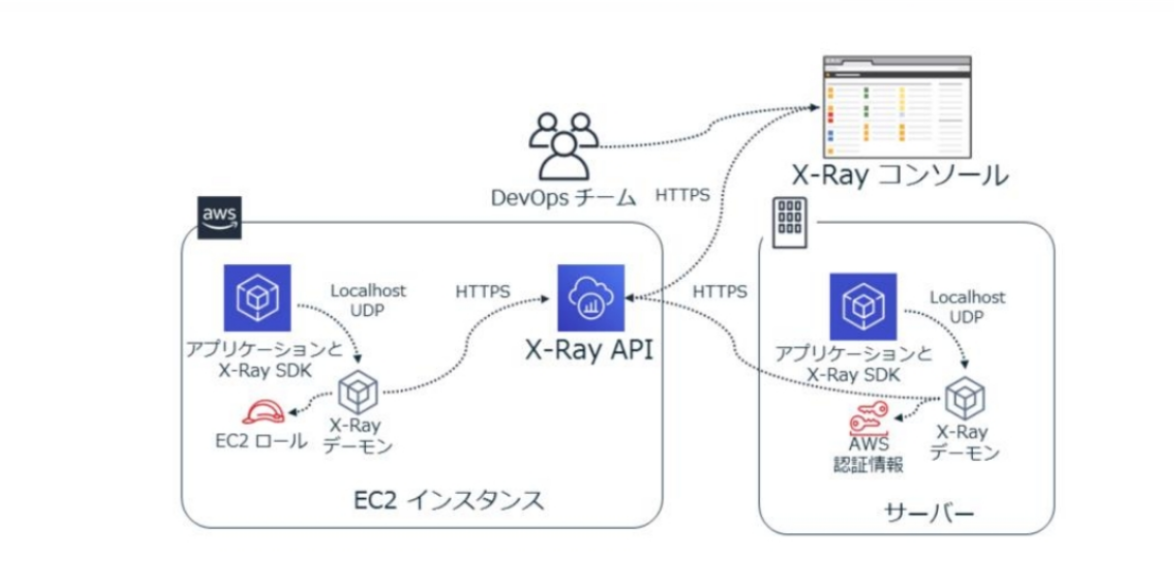 X-Ray コンソール
DevOps チーム
HTTPS
aws
Localhost
UDP
HTTPS
アプリケーションと
X-Ray SDK
X-Ray API
EC2 ロール
X-Ray
デーモン
EC2 インスタンス
HTTPS
Localhost
UDP
アプリケーションと
X-Ray SDK
AWS
認証情報
X-Ray
デーモン
サーバー